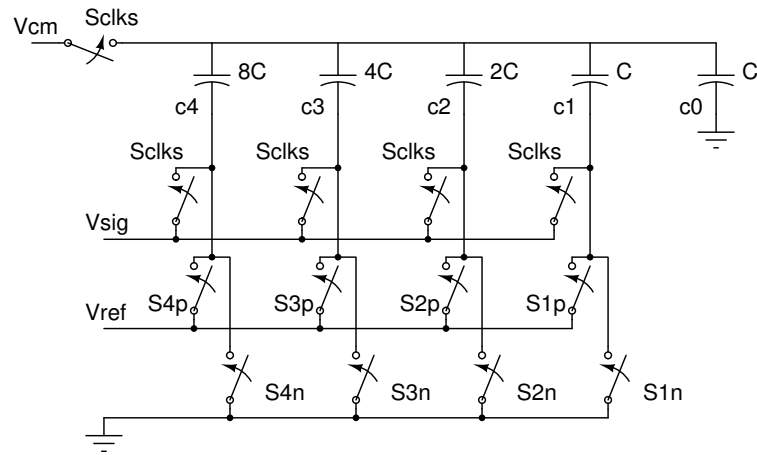 Sclks
Vcm
8C 4C 2C C C
c4 c3 c2 c1 c0
Sclks Sclks Sclks Sclks
Vsig
S4p S3p S2p S1p
Vref
S4n S3n S2n S1n